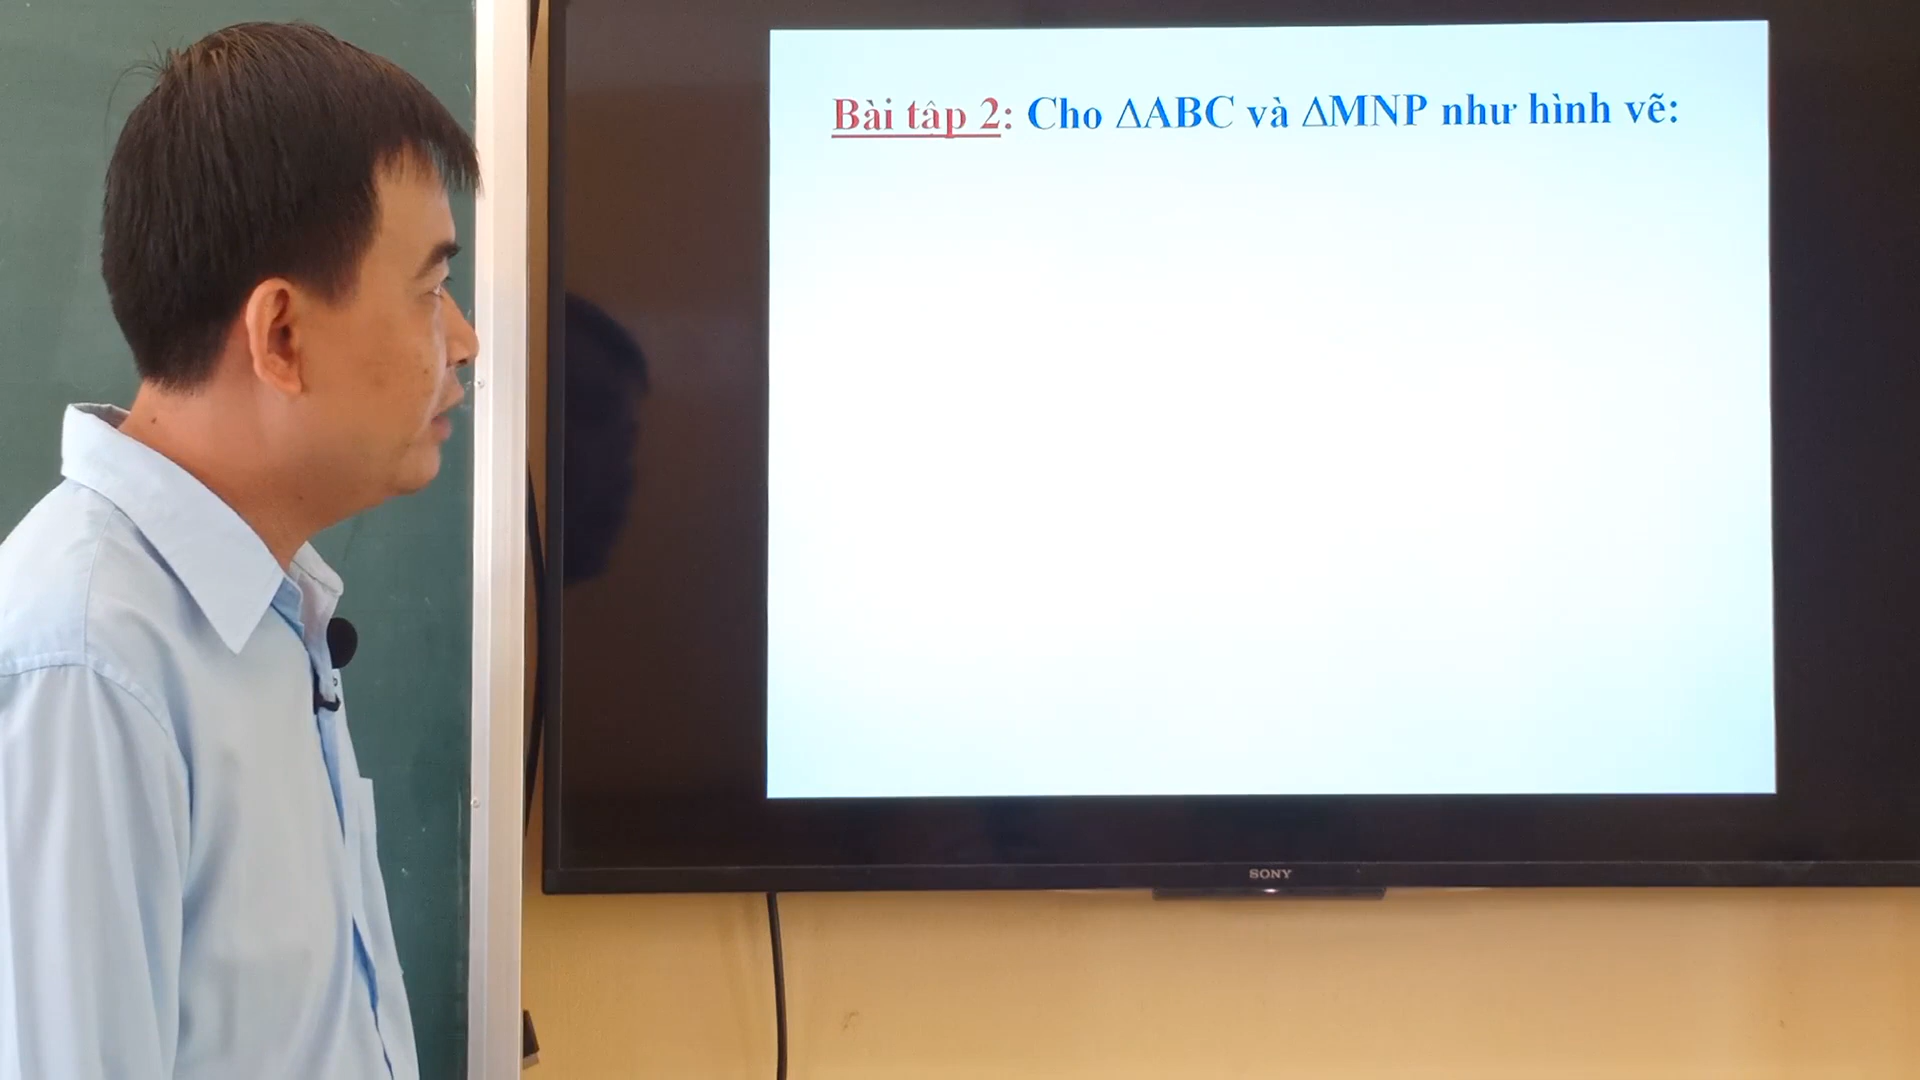 Bài tập 2: Cho ΔABC và ΔMNP như hình vẽ:
SONY